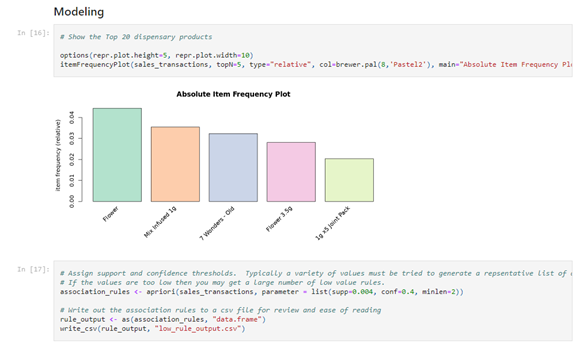 Modeling
In [16]:
# Show the Top 20 dispensary products
options(repr.plot.height=5, repr.plot.width=10)
itemFrequencyPlot(sales_transactions, topN=5, type="relative", col=brewer.pal(8,'Pastel2'), main="Absolute Item Frequency Plo
Absolute Item Frequency Plot
item frequency (relative)
0.04
0.03
0.02
0.01
0.00
Flower
Mix Infused 1g
7 Wonders - Old
Flower 3.5g
1g x5 Joint Pack
In [17]:
# Assign support and confidence thresholds. Typically a variety of values must be tried to generate a repsentative list of
# If the values are too low then you may get a large number of low value rules.
association_rules <- apriori(sales_transactions, parameter = list(supp=0.004, conf=0.4, minlen=2))
# Write out the association rules to a csv file for review and ease of reading
rule_output <- as(association_rules, "data.frame")
write_csv(rule_output, "low_rule_output.csv")